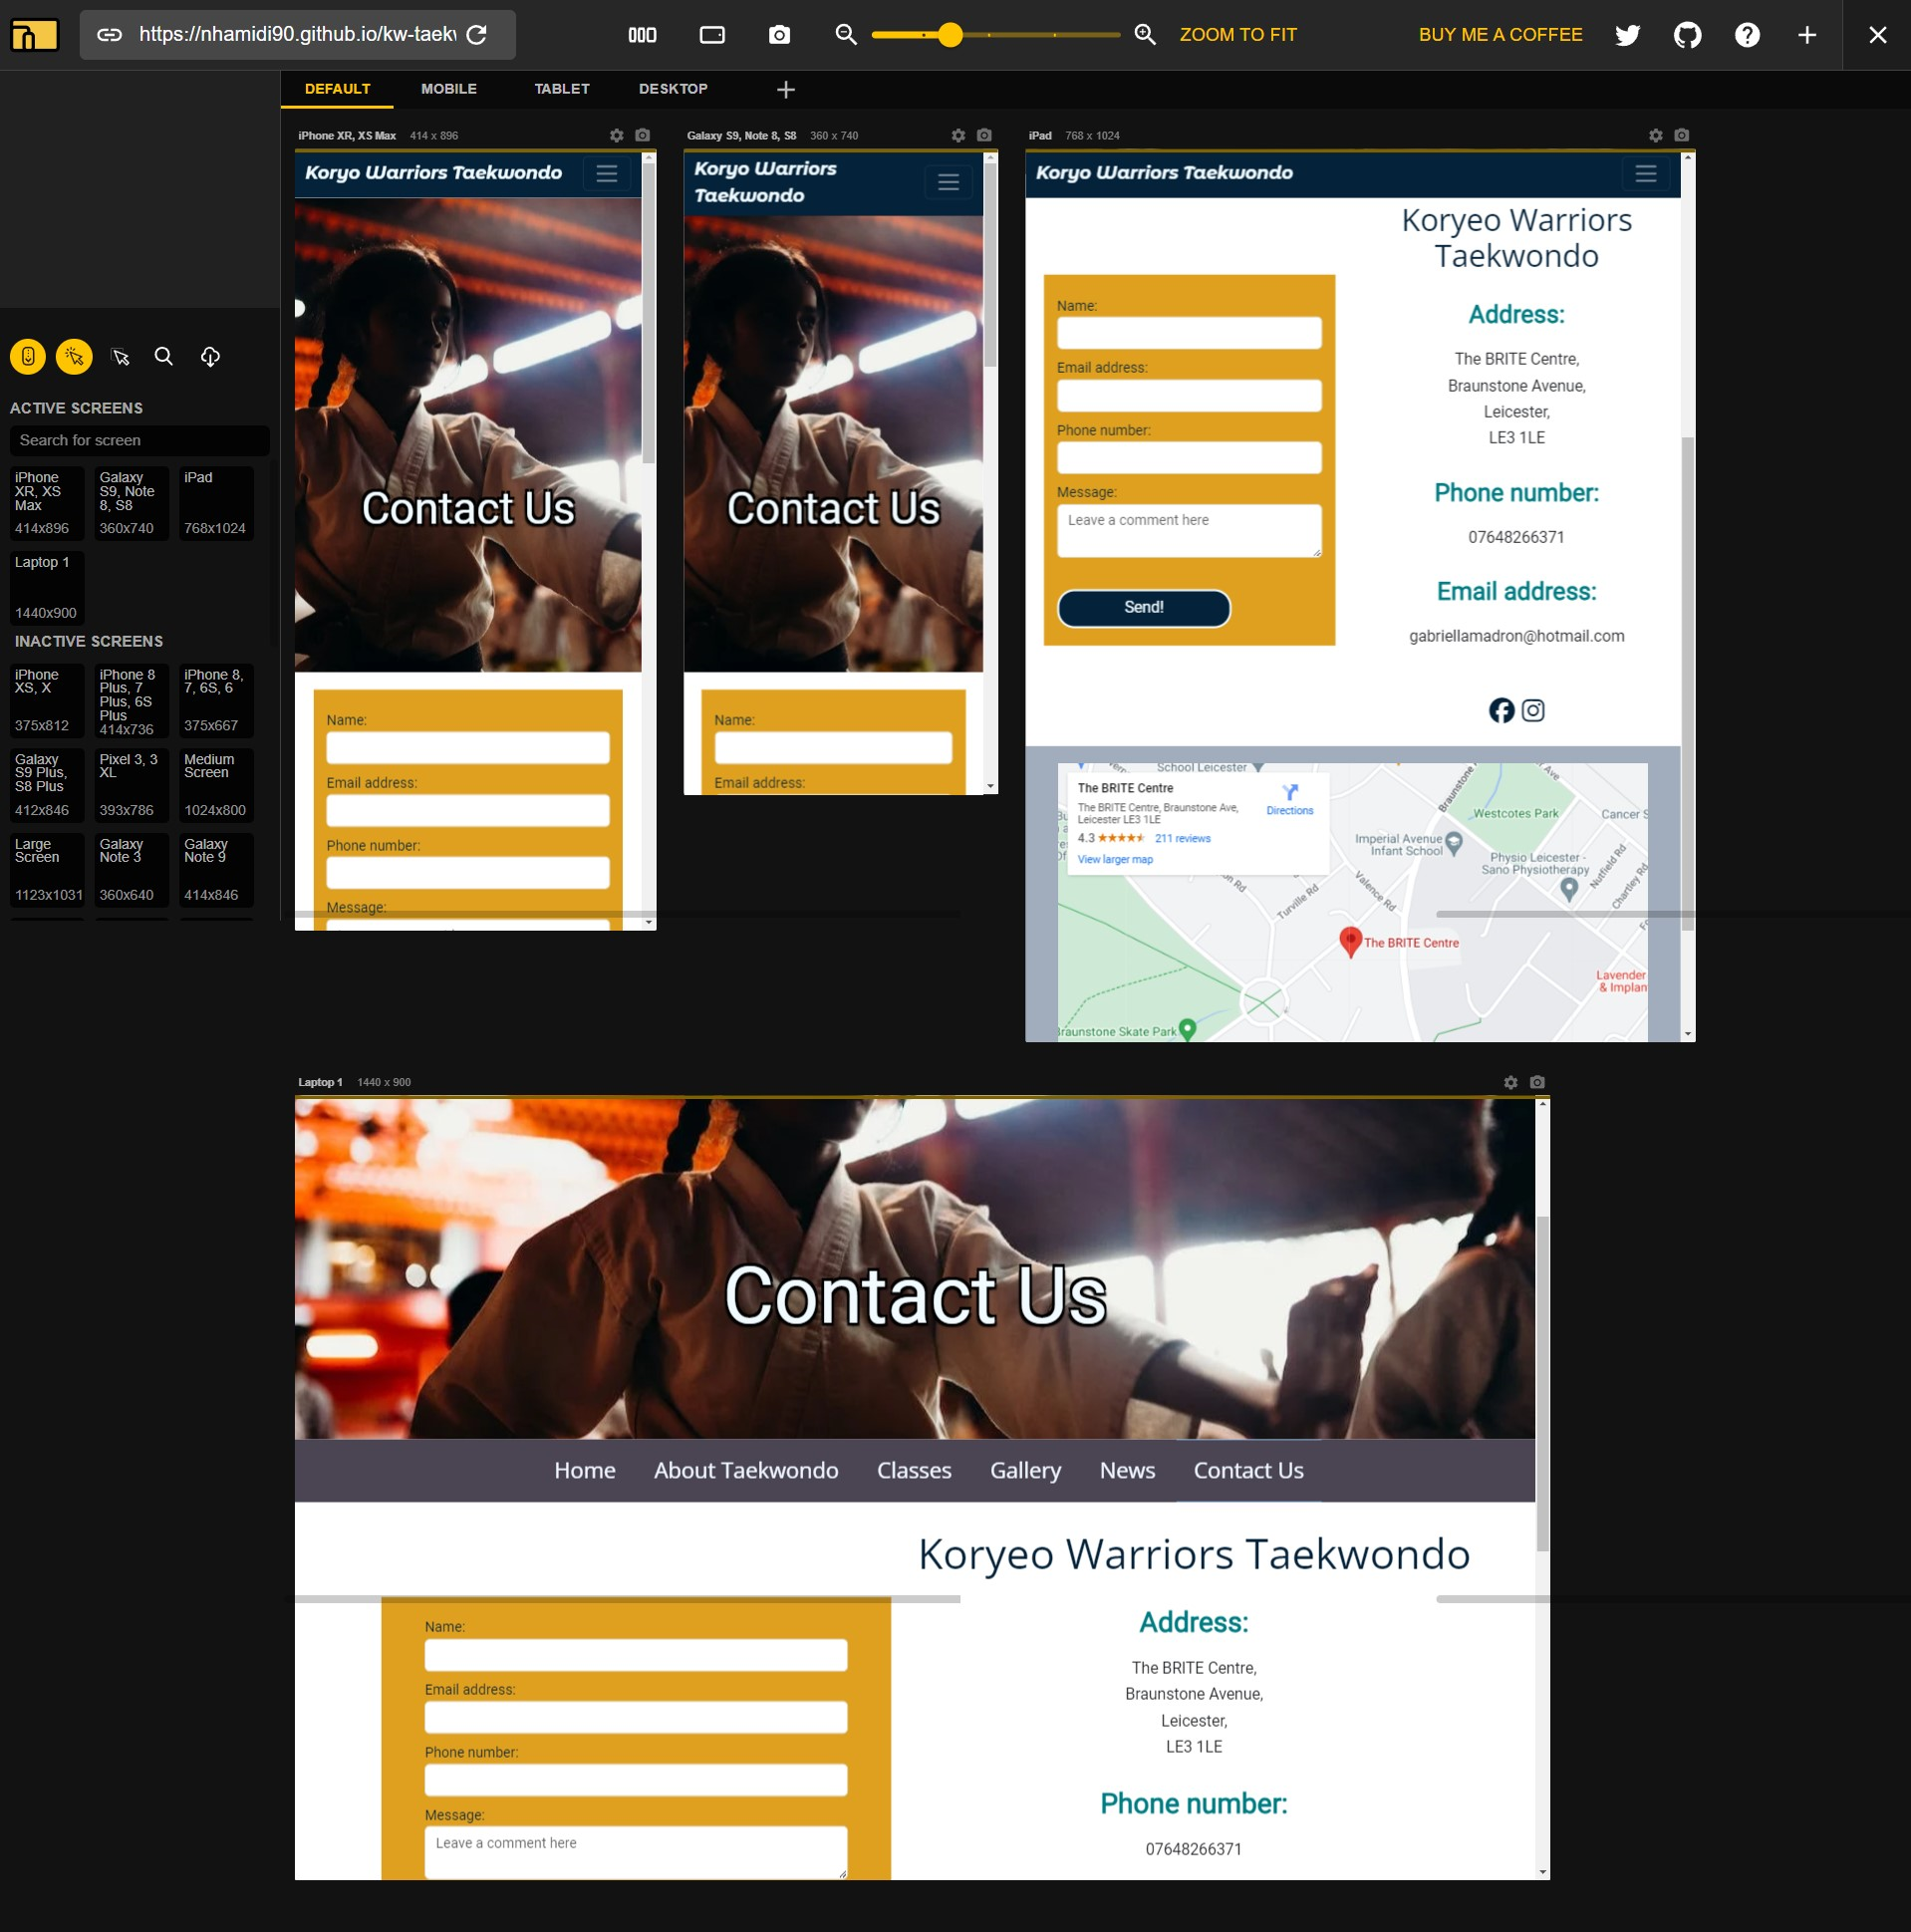 https://nhamidi90.github.io/kw-taek
ZOOM TO FIT
BUY ME A COFFEE
DEFAULT
MOBILE
TABLET
DESKTOP
ACTIVE SCREENS
Search for screen
iPhone
XR, XS
Max
414x896
Galaxy
S9, Note
8, S8
360x740
iPad
768x1024
Laptop 1
1440x900
INACTIVE SCREENS
iPhone
XS, X
375x812
iPhone 8
Plus, 7
Plus, 6S
Plus
414x736
iPhone 8,
7, 6S, 6
375x667
Galaxy
S9 Plus,
S8 Plus
412x846
Pixel 3, 3
XL
393x786
Medium
Screen
1024x800
Large
Screen
1123x1031
Galaxy
Note 3
360x640
Galaxy
Note 9
414x846
iPhone XR, XS Max 414 x 896
Koryo Warriors Taekwondo
Contact Us
Name:
Email address:
Phone number:
Message:
Galaxy S9, Note 8, S8 360 x 740
Koryo Warriors
Taekwondo
Contact Us
Name:
Email address:
iPad 768 x 1024
Koryo Warriors Taekwondo
Name:
Email address:
Phone number:
Message:
Leave a comment here
Send!
Koryeo Warriors
Taekwondo
Address:
The BRITE Centre,
Braunstone Avenue,
Leicester,
LE3 1LE
Phone number:
07648266371
Email address:
gabriellamadron@hotmail.com
School Leicester
The BRITE Centre
The BRITE Centre, Braunstone Ave,
Leicester LE3 1LE
4.3 211 reviews
View larger map
Directions
Braunstone
Ave
Westcotes Park
Cancer S
Imperial Avenue
Infant School
Physio Leicester -
Sano Physiotherapy
Nutfield Rd
Chartley Rd
Valence Rd
Turville Rd
on Rd
The BRITE Centre
Lavender
& Implan
Braunstone Skate Park
Laptop 1 1440 x 900
Contact Us
Home
About Taekwondo
Classes
Gallery
News
Contact Us
Koryeo Warriors Taekwondo
Name:
Email address:
Phone number:
Message:
Leave a comment here
Address:
The BRITE Centre,
Braunstone Avenue,
Leicester,
LE3 1LE
Phone number:
07648266371